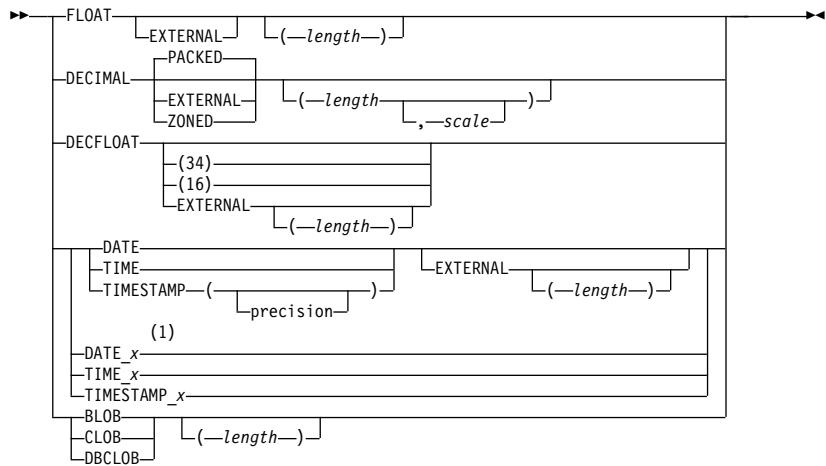 FLOAT
EXTERNAL
(length)
PACKED
DECIMAL
EXTERNAL
ZONED
(length
, scale
)
DECFLOAT
(34)
(16)
EXTERNAL
(length)
DATE
TIME
TIMESTAMP (
precision
)
EXTERNAL
(length)
(1)
DATE_x
TIME_x
TIMESTAMP_x
BLOB
CLOB
DBCLOB
(length)